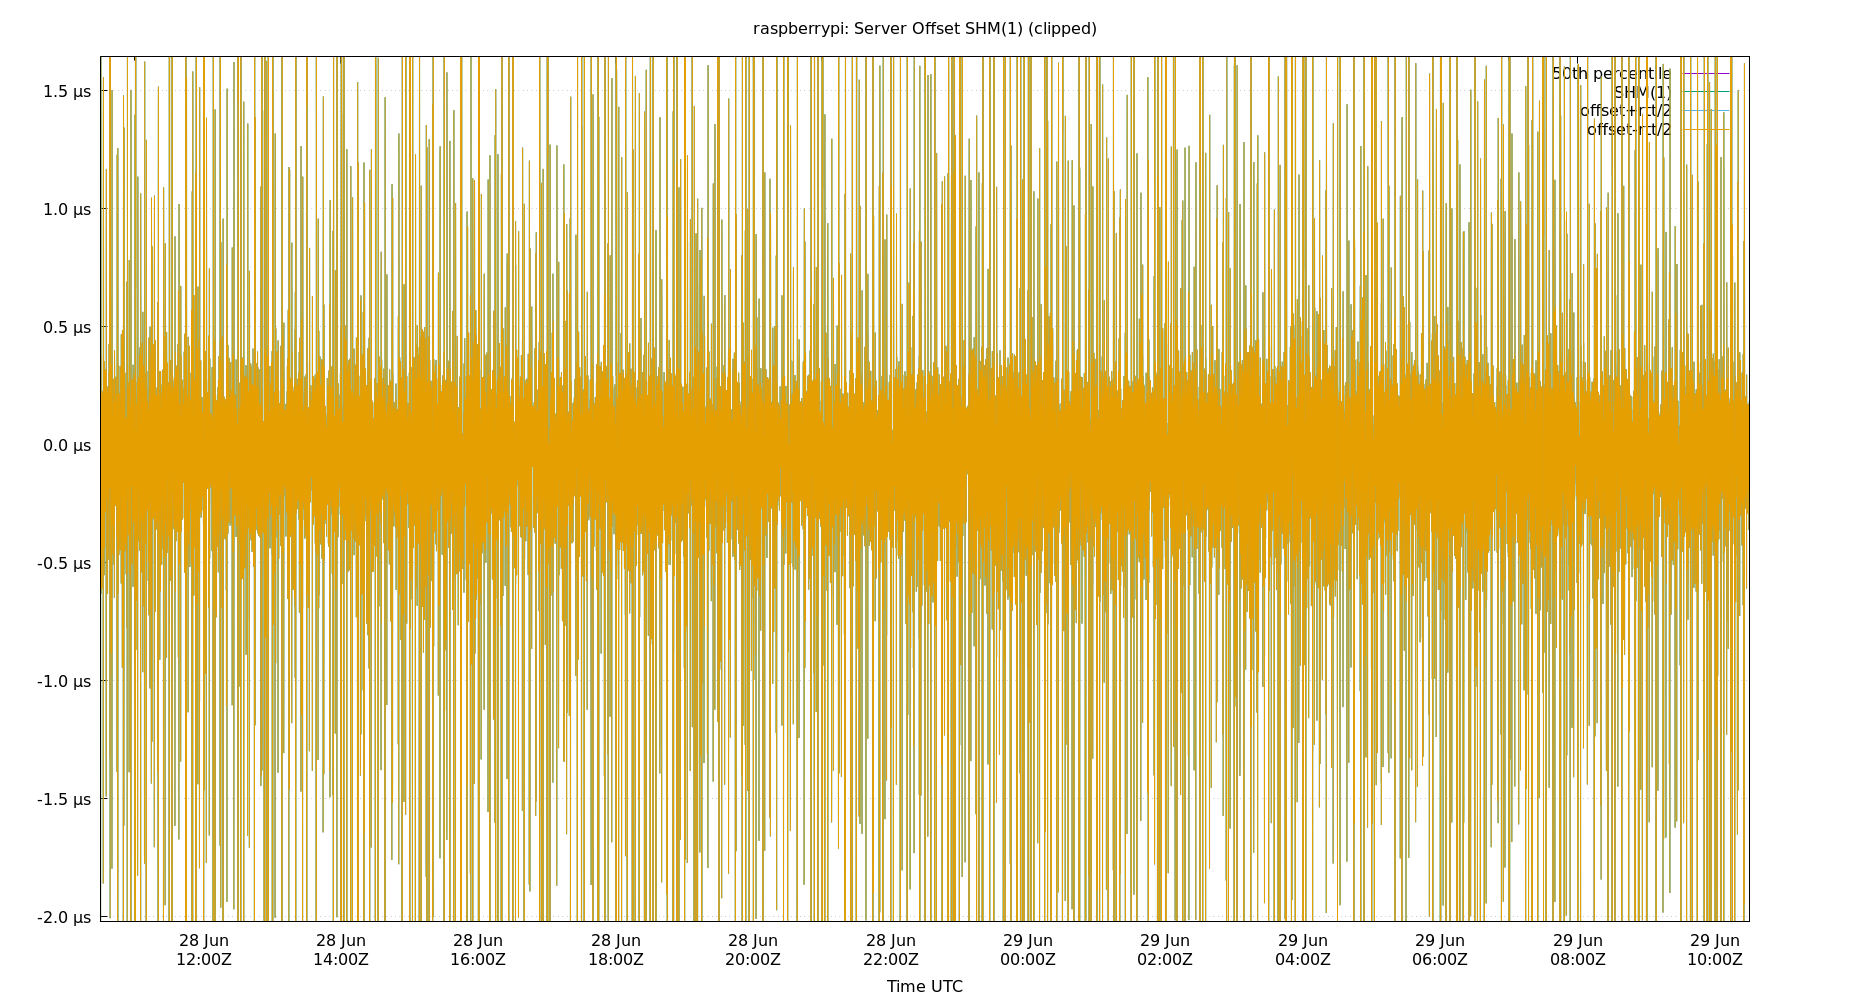 raspberrypi: Server Offset SHM(1) (clipped)
50th percentile
SHM(1)
offset+rtt/2
offset-rtt/2
1.5 µs
1.0 µs
0.5 µs
0.0 µs
-0.5 µs
-1.0 µs
-1.5 µs
-2.0 µs
28 Jun 28 Jun 28 Jun 28 Jun 28 Jun 28 Jun 29 Jun 29 Jun 29 Jun 29 Jun 29 Jun 29 Jun
12:00Z 14:00Z 16:00Z 18:00Z 20:00Z 22:00Z 00:00Z 02:00Z 04:00Z 06:00Z 08:00Z 10:00Z
Time UTC